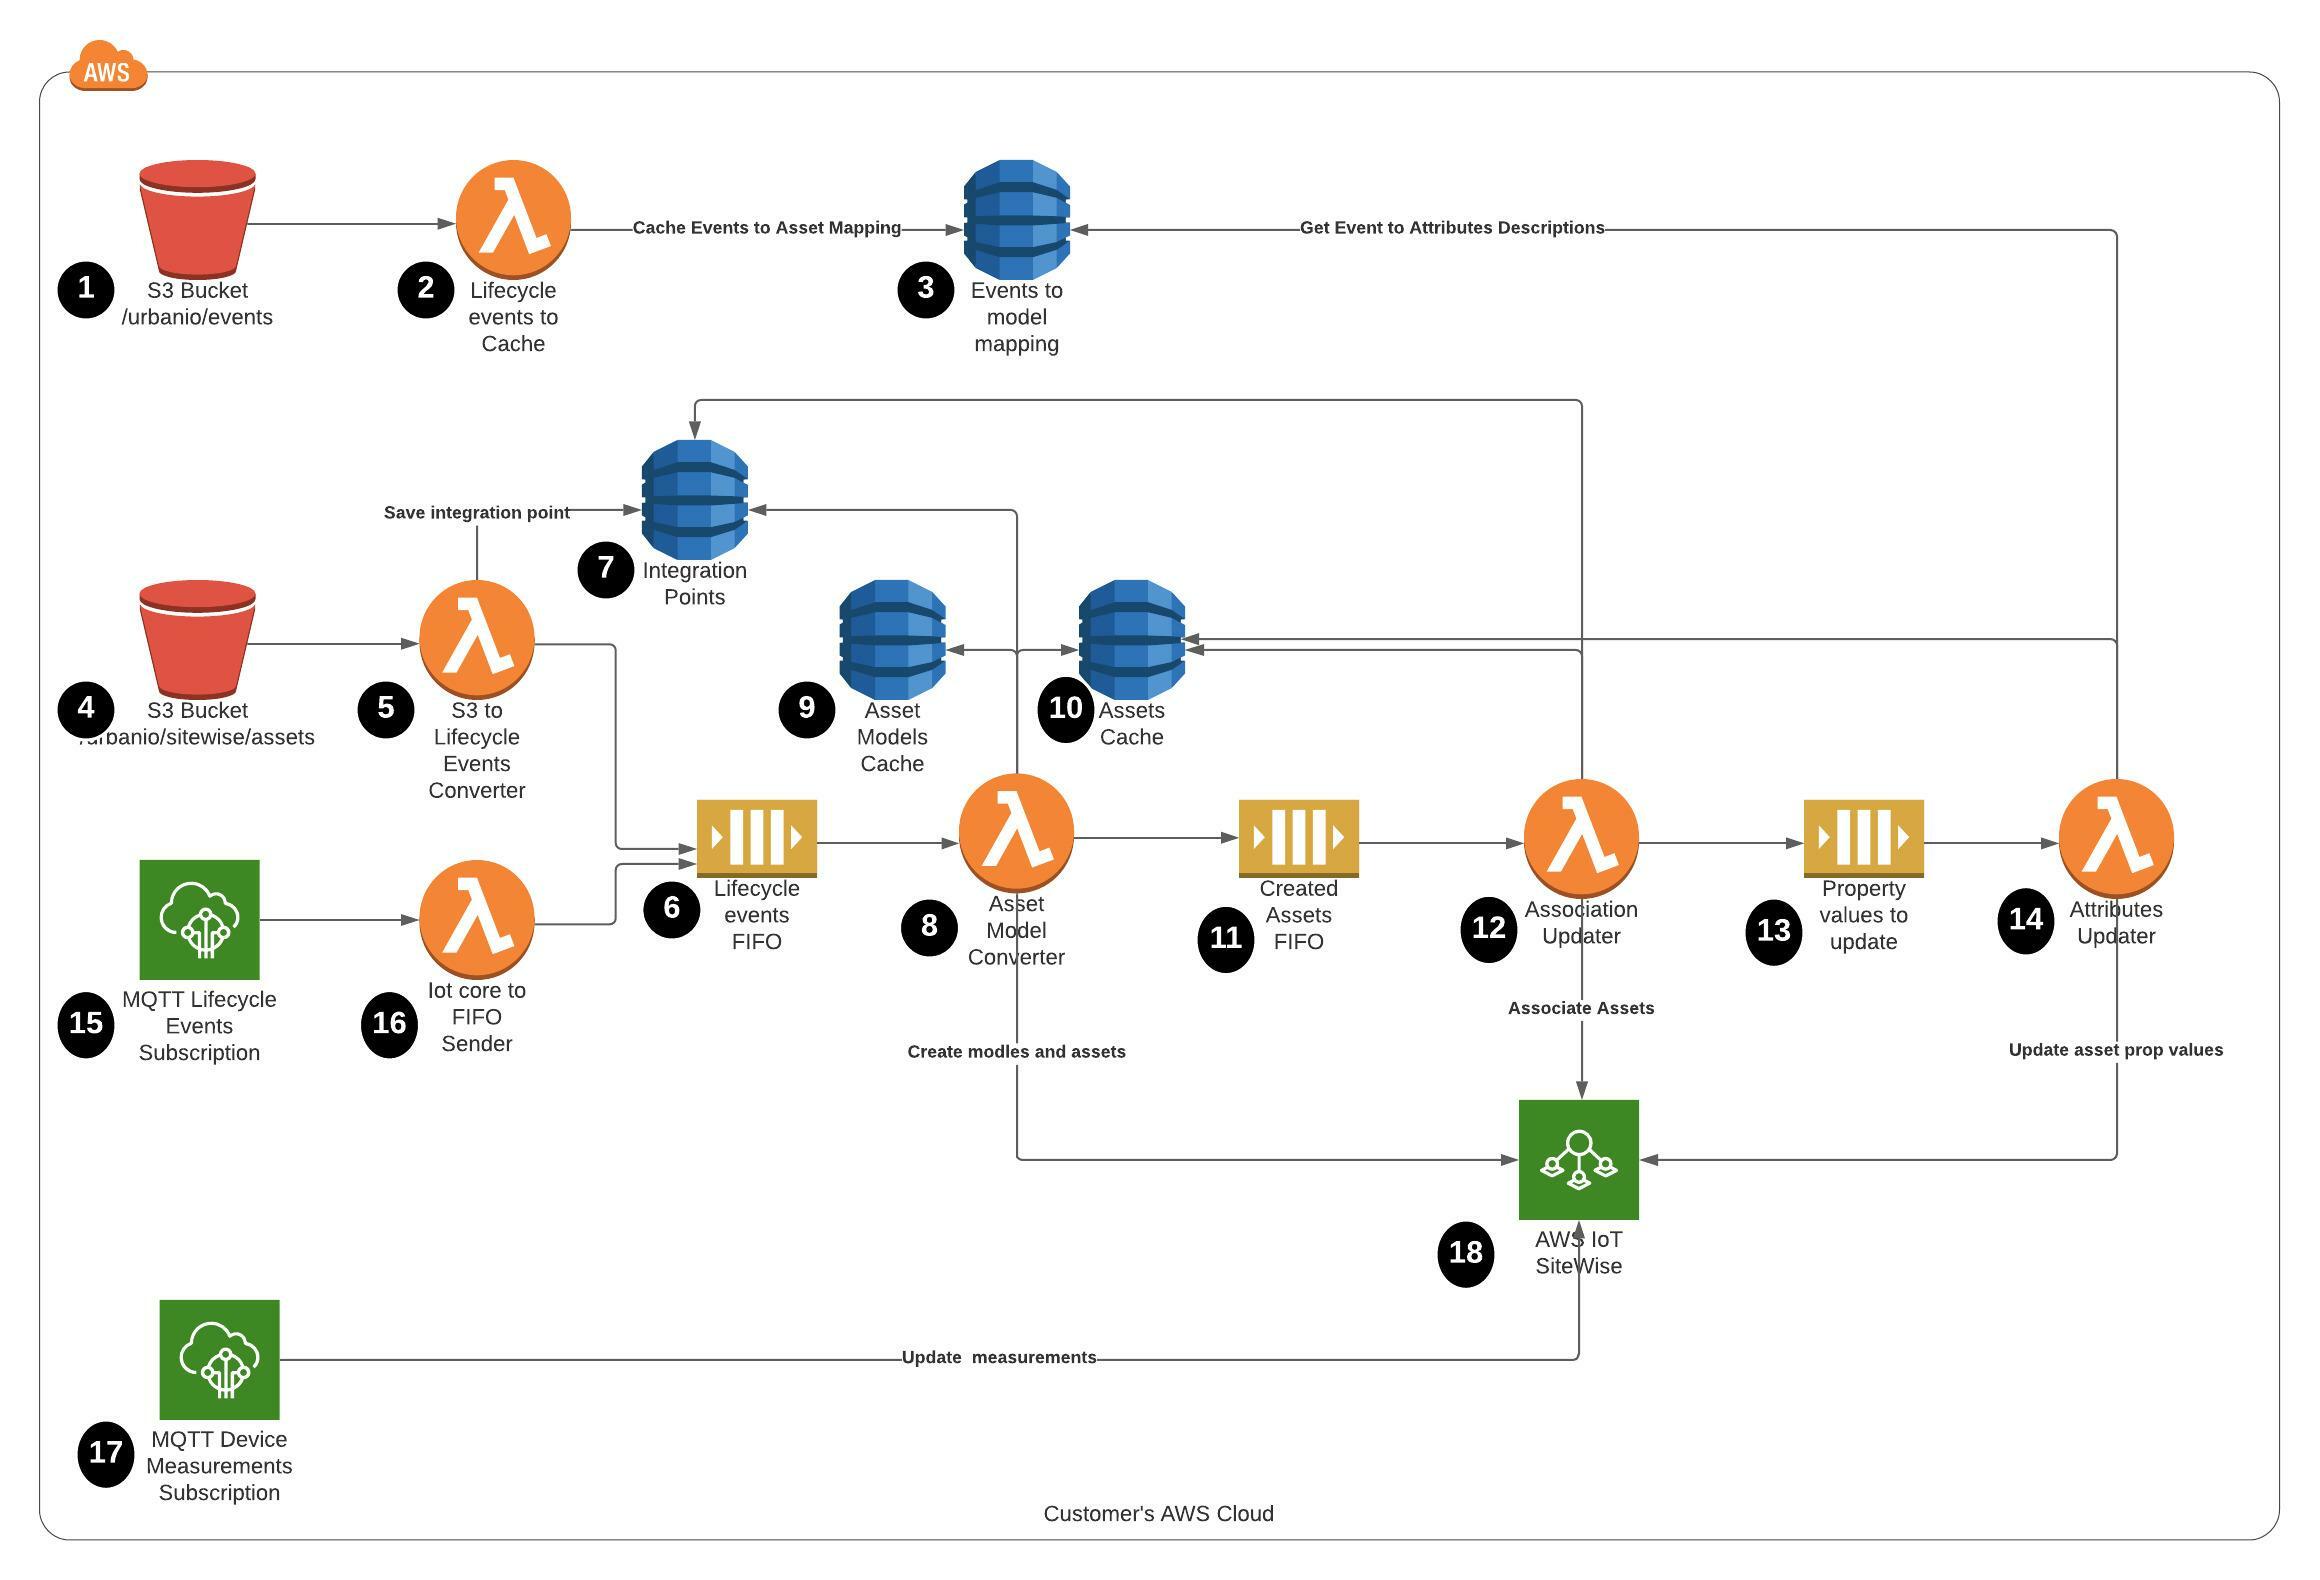 AWS
Cache Events to Asset Mapping
Get Event to Attributes Descriptions
1
S3 Bucket
/urbanio/events
2
Lifecycle
events to
Cache
3
Events to
model
mapping
Save integration point
7
Integration
Points
4
S3 Bucket
/urbanio/sitewise/assets
5
S3 to
Lifecycle
Events
Converter
9
Asset
Models
Cache
10
Assets
Cache
6
Lifecycle
events
FIFO
8
Asset
Model
Converter
11
Created
Assets
FIFO
12
Association
Updater
13
Property
values to
update
14
Attributes
Updater
15
MQTT Lifecycle
Events
Subscription
16
Iot core to
FIFO
Sender
Associate Assets
Create modles and assets
Update asset prop values
18
AWS IoT
SiteWise
Update measurements
17
MQTT Device
Measurements
Subscription
Customer's AWS Cloud